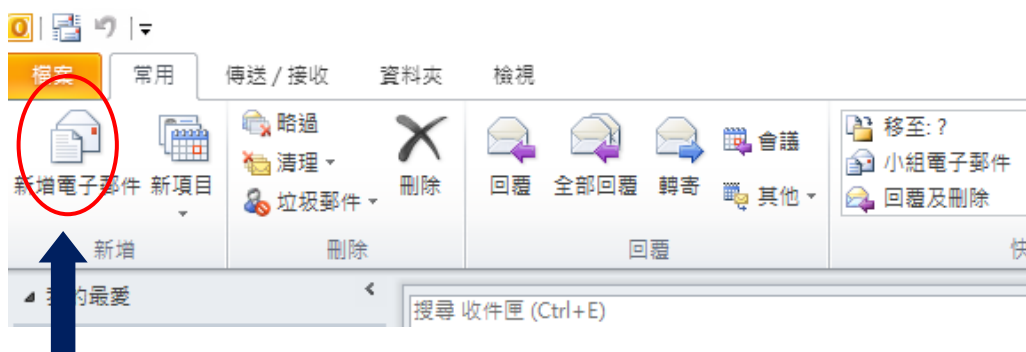 檔案 常用 傳送 / 接收 資料夾 檢視
略過 移至: ?
清理 會議 小組電子郵件
新增電子郵件 新項目 刪除 回覆 全部回覆 轉寄
垃圾郵件 其他 回覆及刪除
新增 刪除 回覆
我的最愛
搜尋 收件匣 (Ctrl+E)